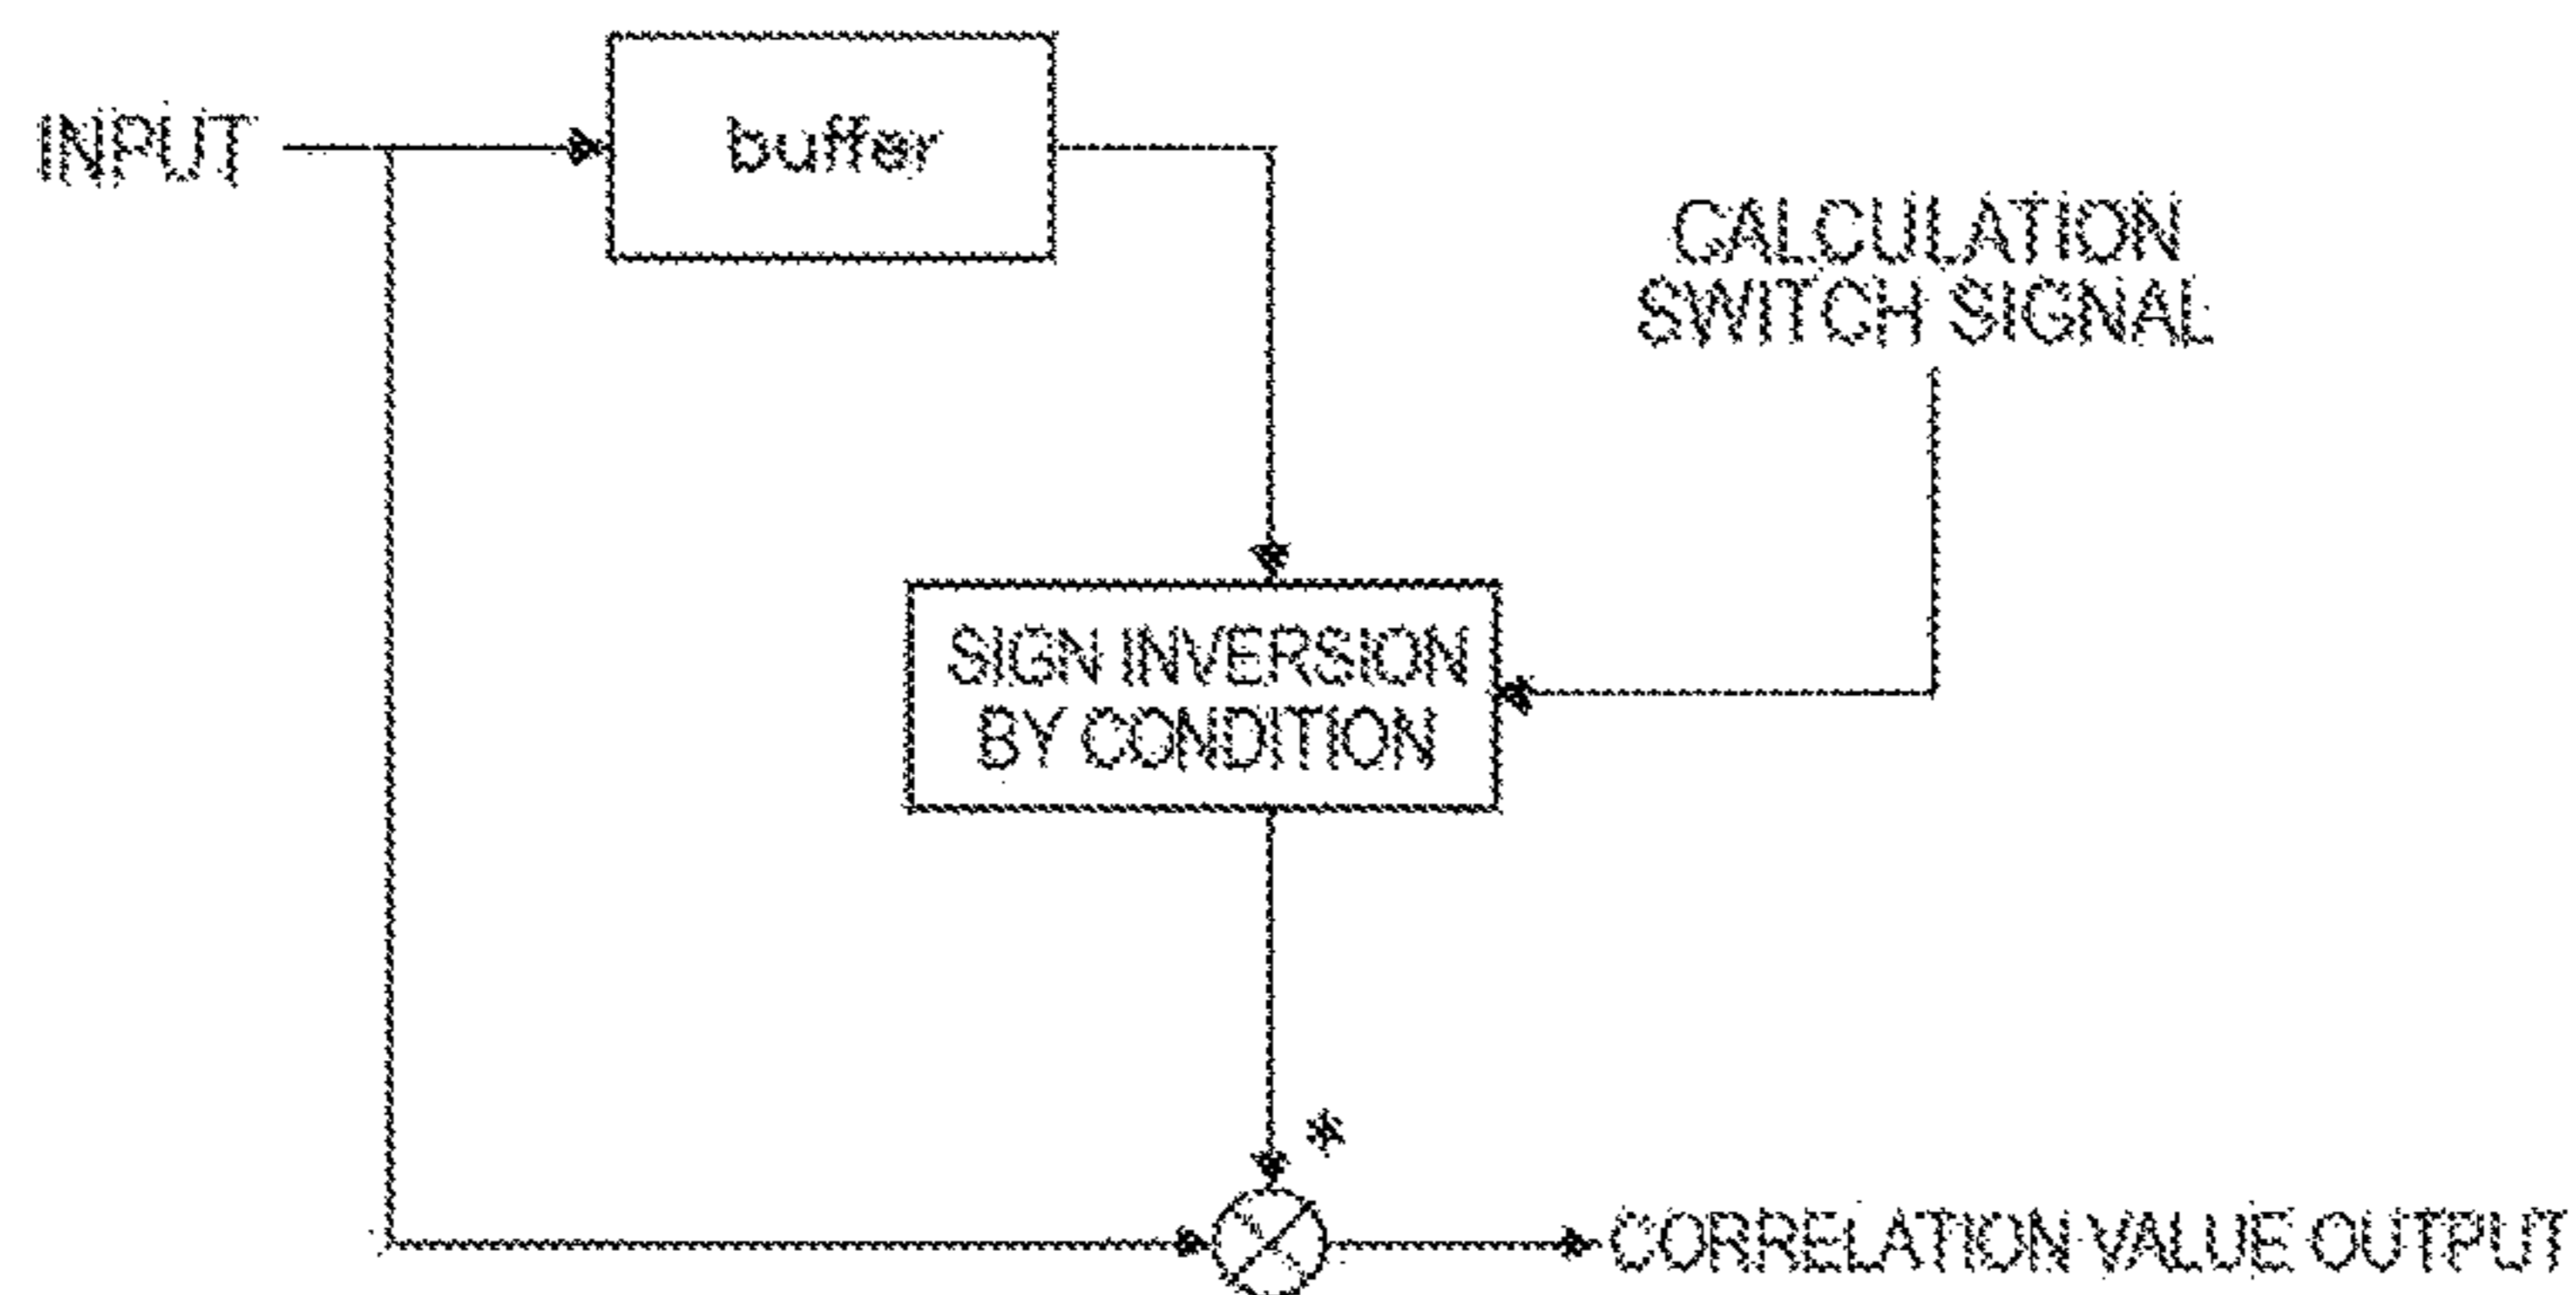 INPUT
buffer
CALCULATION
SWITCH SIGNAL
SIGN INVERSION
BY CONDITION
*
CORRELATION VALUE OUTPUT